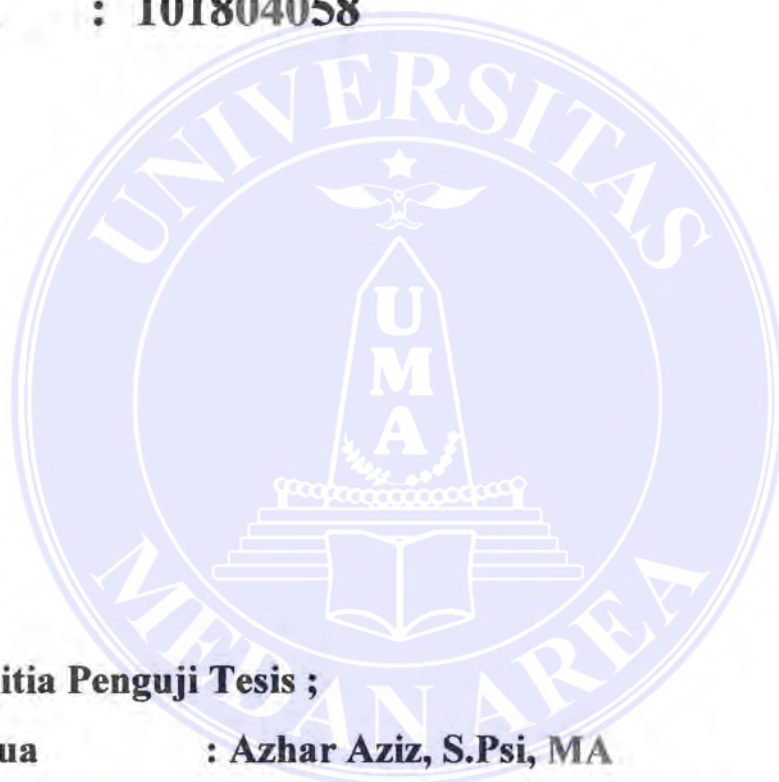 : 101804058
UNIVERSITAS
U
M
A
MEDAN AREA
itia Penguji Tesis ;
ua : Azhar Aziz, S.Psi, MA